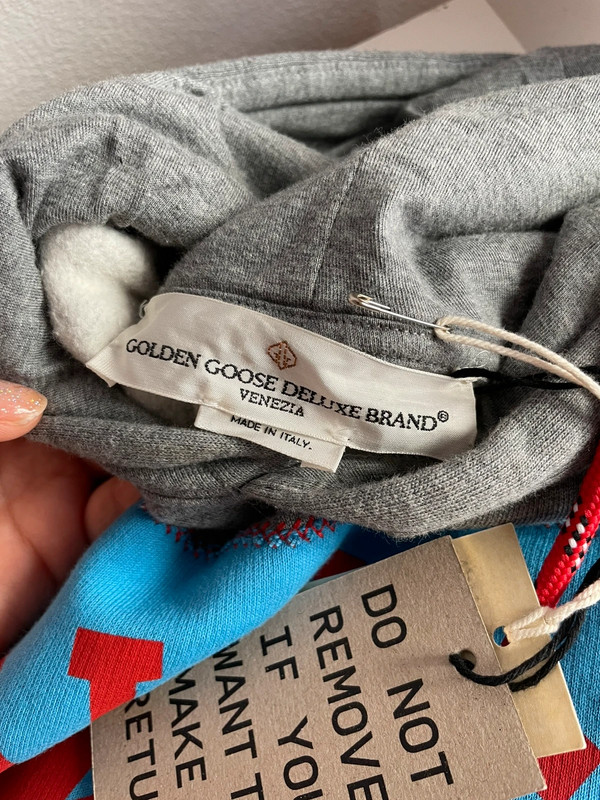 GOLDEN GOOSE DELUXE BRAND®
VENEZIA
MADE IN ITALY.
DO NOT
REMOVE
IF YOU
WANT T
MAKE
RETU